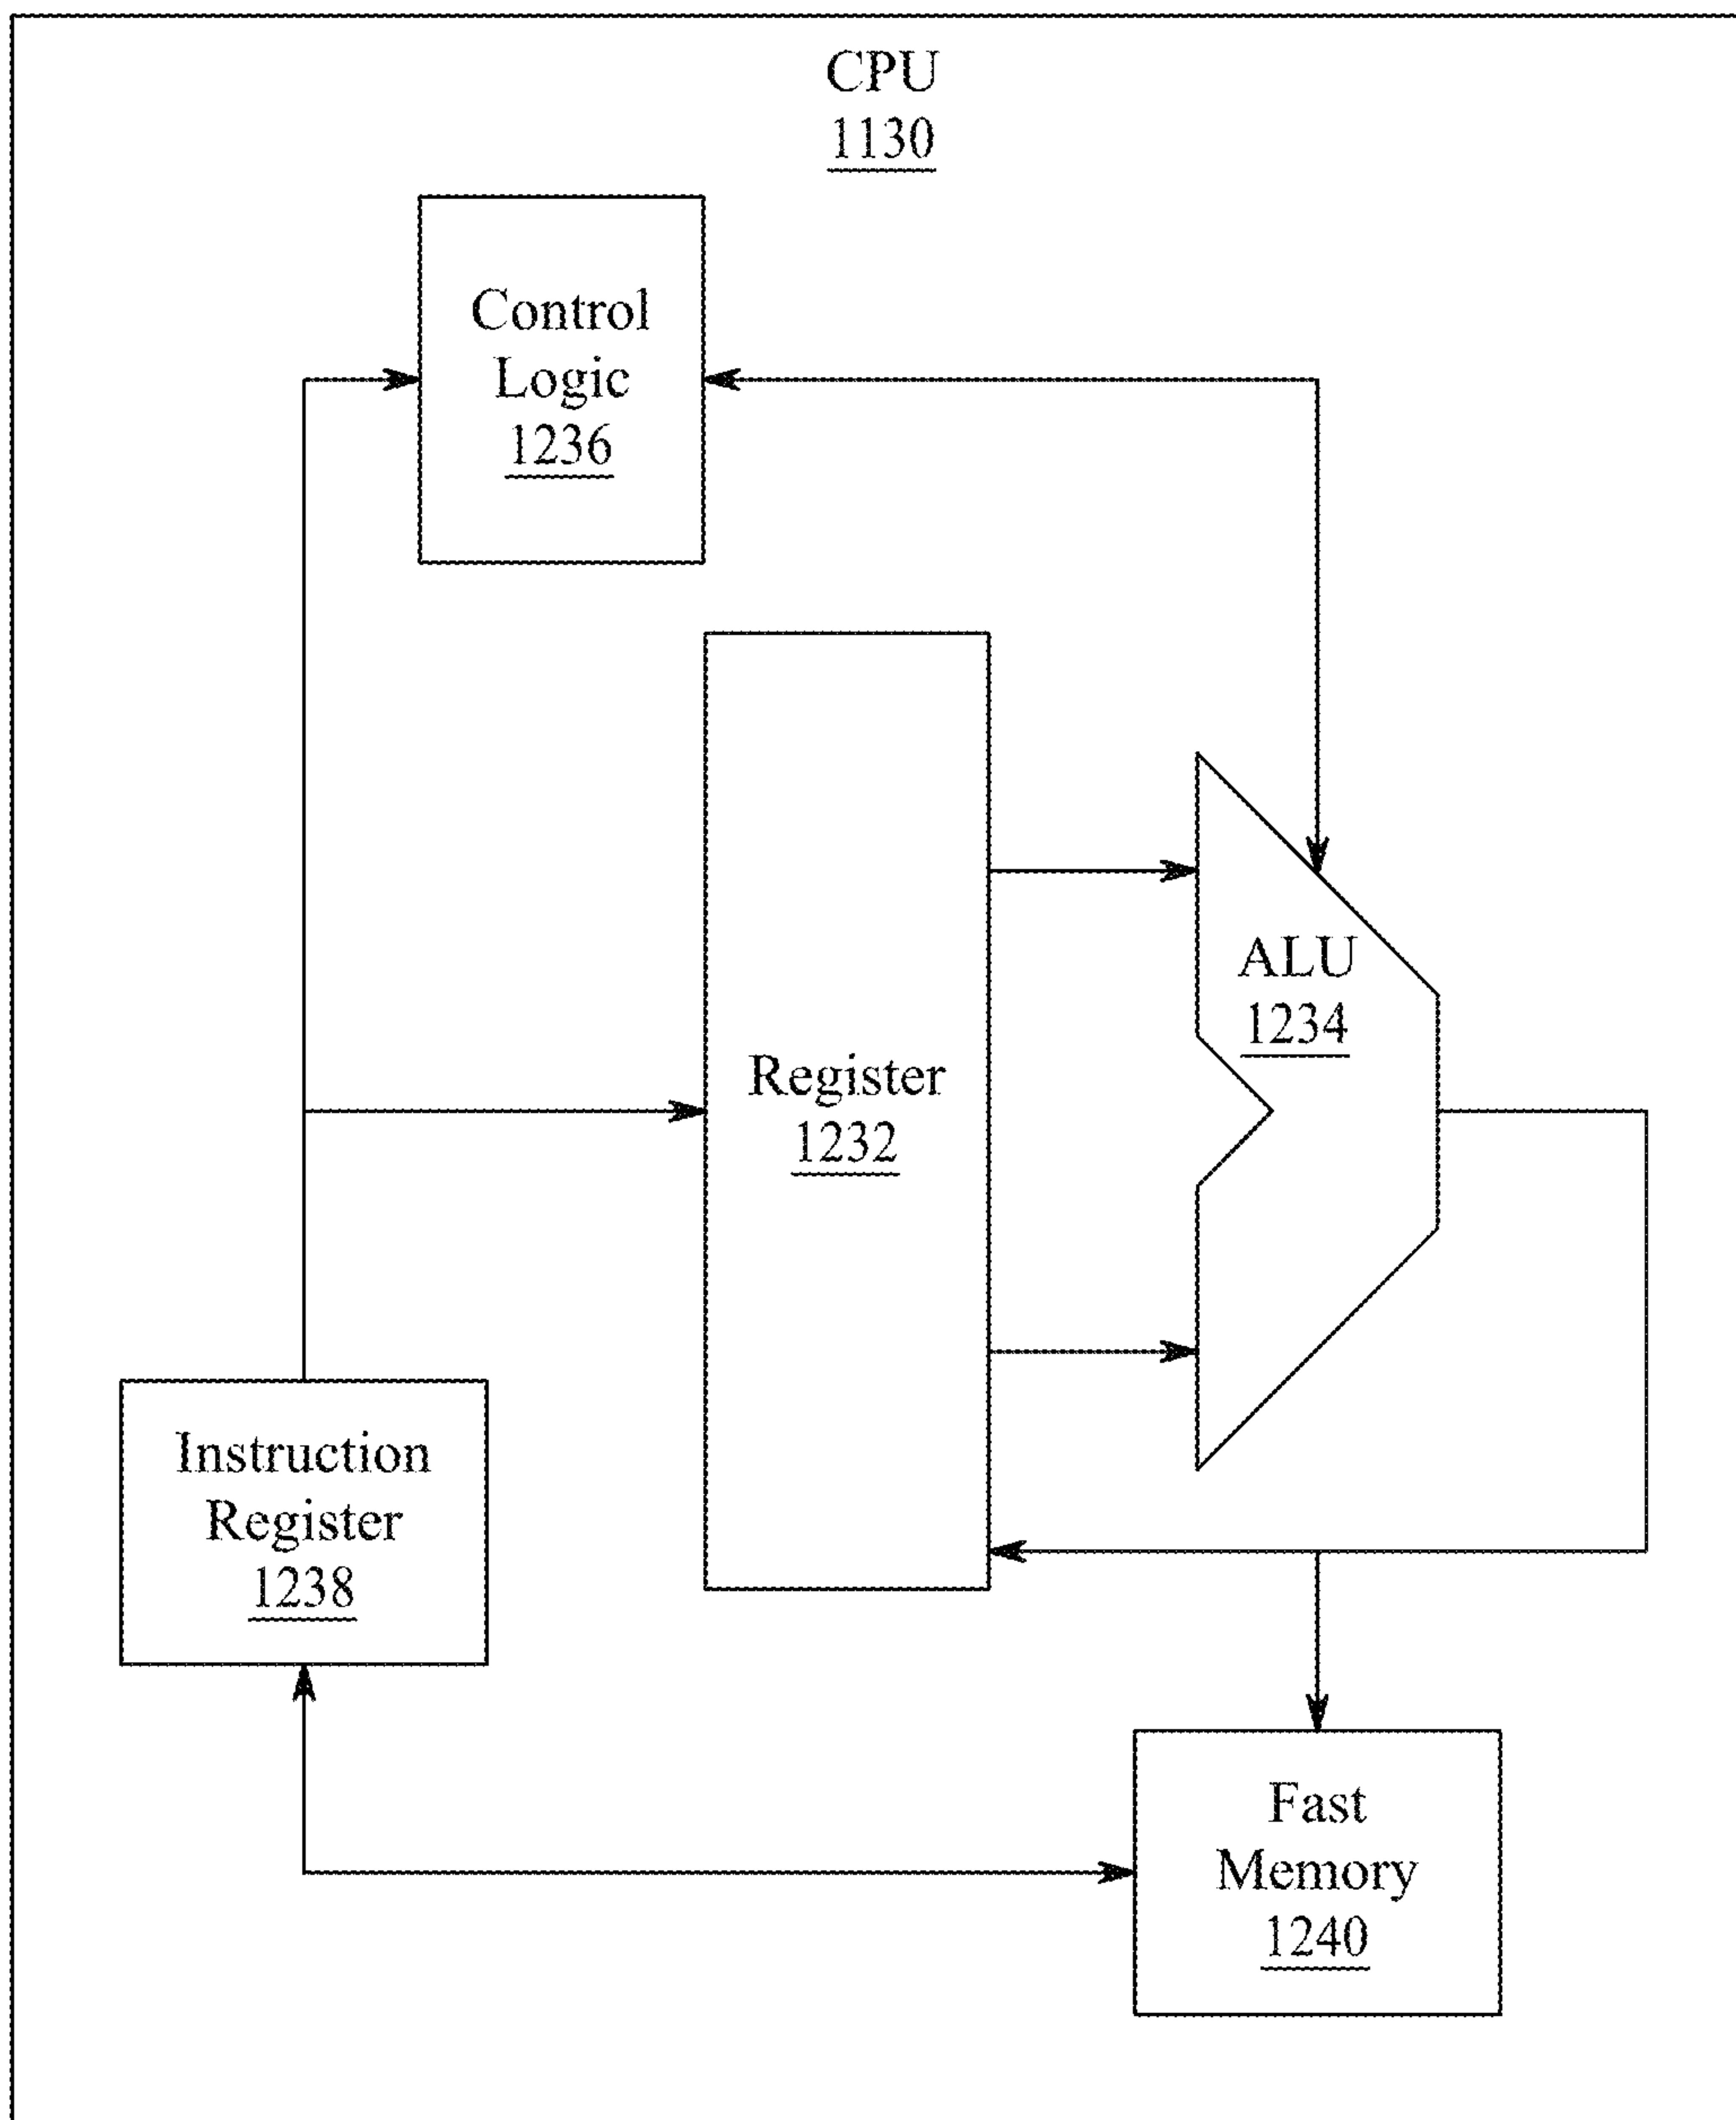 CPU
1130
Control
Logic
1236
ALU
1234
Register
1232
Instruction
Register
1238
Fast
Memory
1240